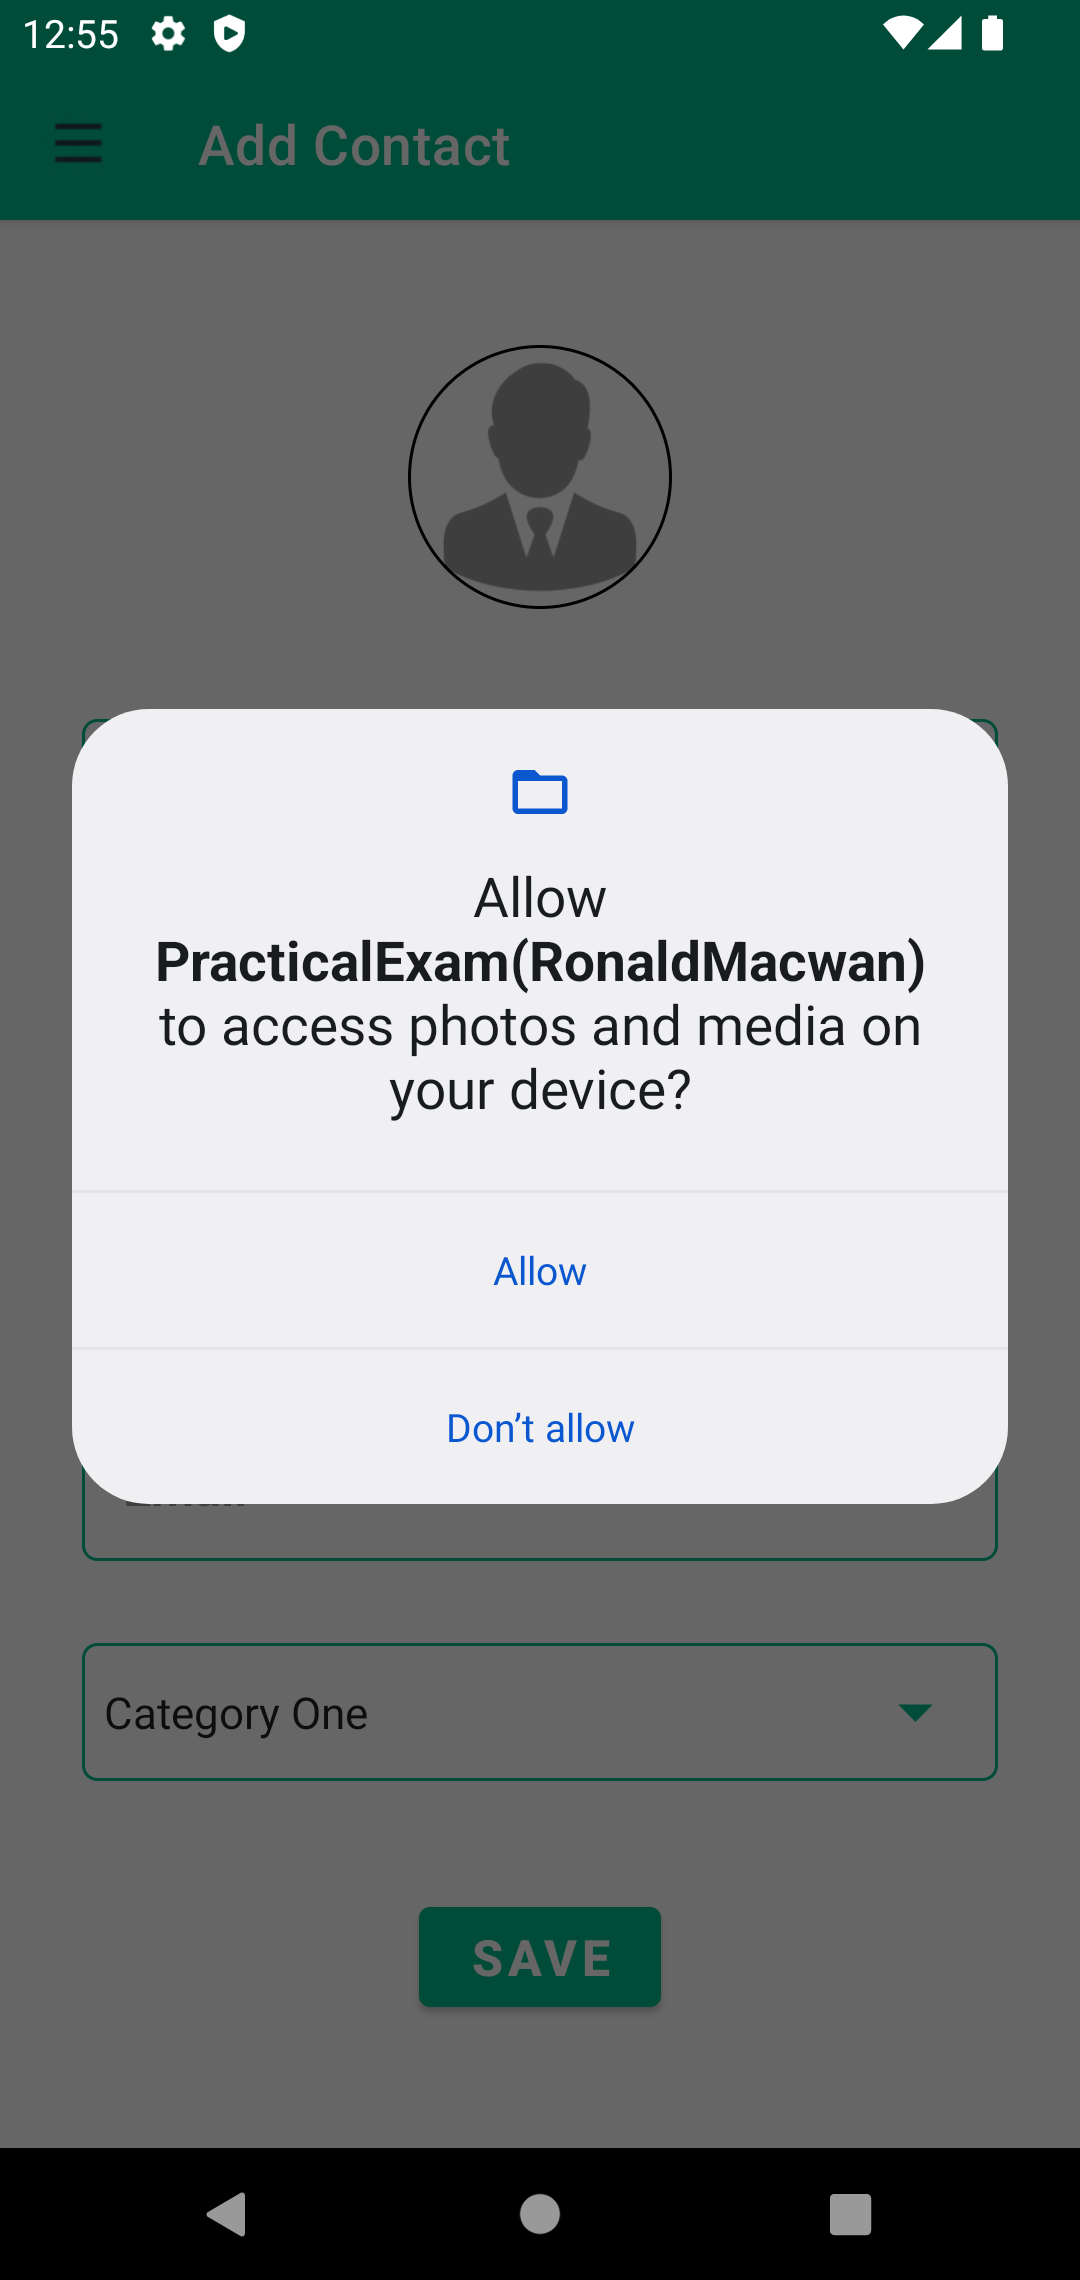 12:55
Add Contact
Allow
PracticalExam(RonaldMacwan)
to access photos and media on
your device?
Allow
Don’t allow
Category One
SAVE